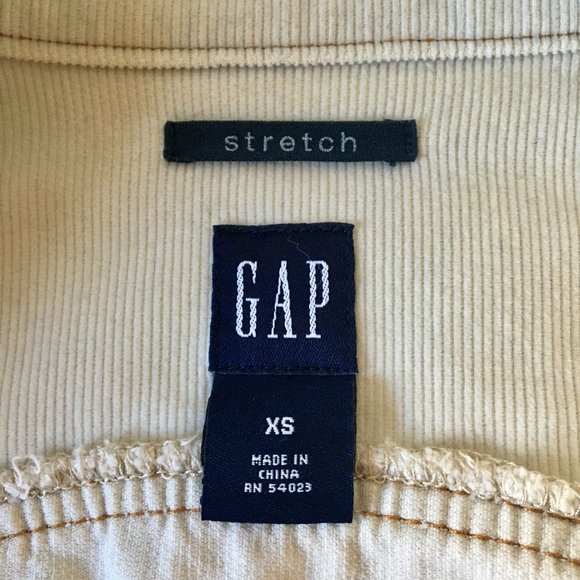 stretch
GAP
XS
MADE IN
CHINA
RN 54023